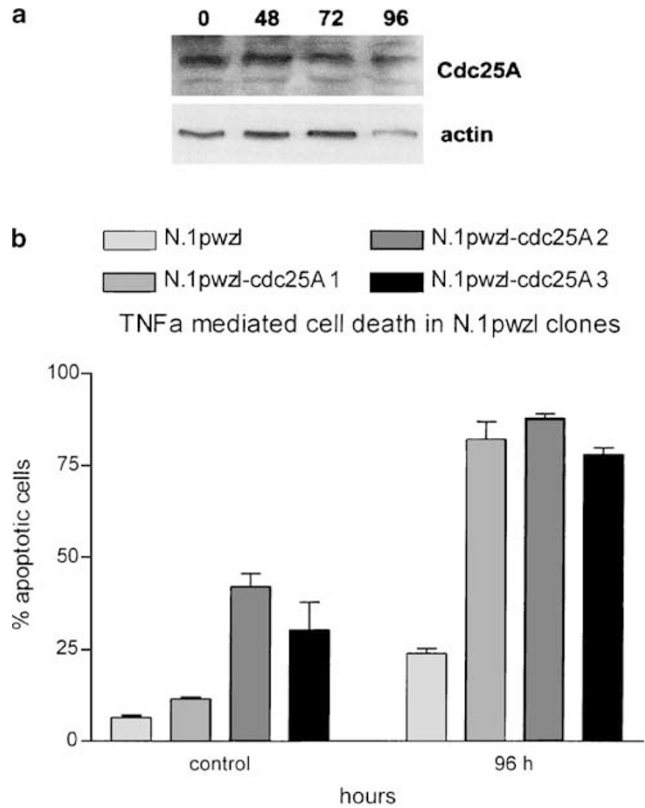 a
0 48 72 96
Cdc25A
actin
b
N.1pwzl N.1pwzl-cdc25A 2
N.1pwzl-cdc25A 1 N.1pwzl-cdc25A 3
TNFa mediated cell death in N.1pwzl clones
% apoptotic cells
100
75
50
25
0
control 96 h
hours